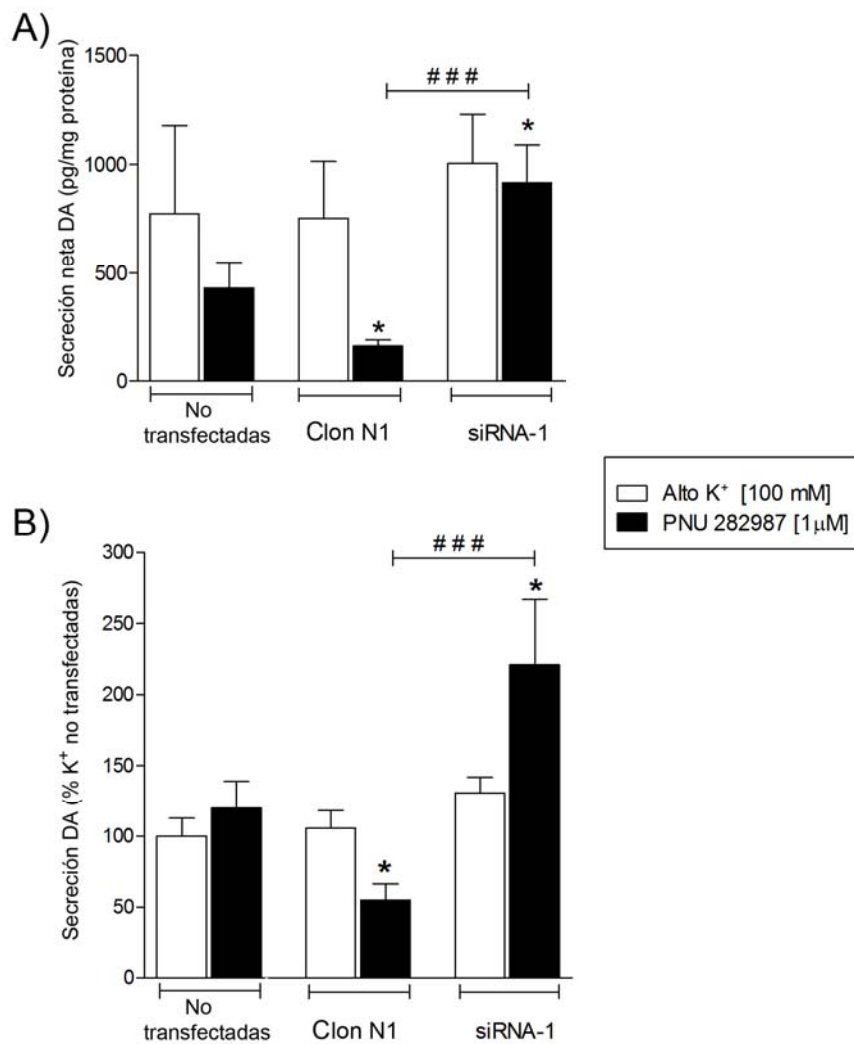 A)
Secreción neta DA (pg/mg proteína)
1500
1000
500
0
# # #
*
*
No
transfectadas
Clon N1
siRNA-1
Alto K⁺ [100 mM]
PNU 282987 [1µM]
B)
Secreción DA (% K⁺ no transfectadas)
300
250
200
150
100
50
0
# # #
*
*
No
transfectadas
Clon N1
siRNA-1